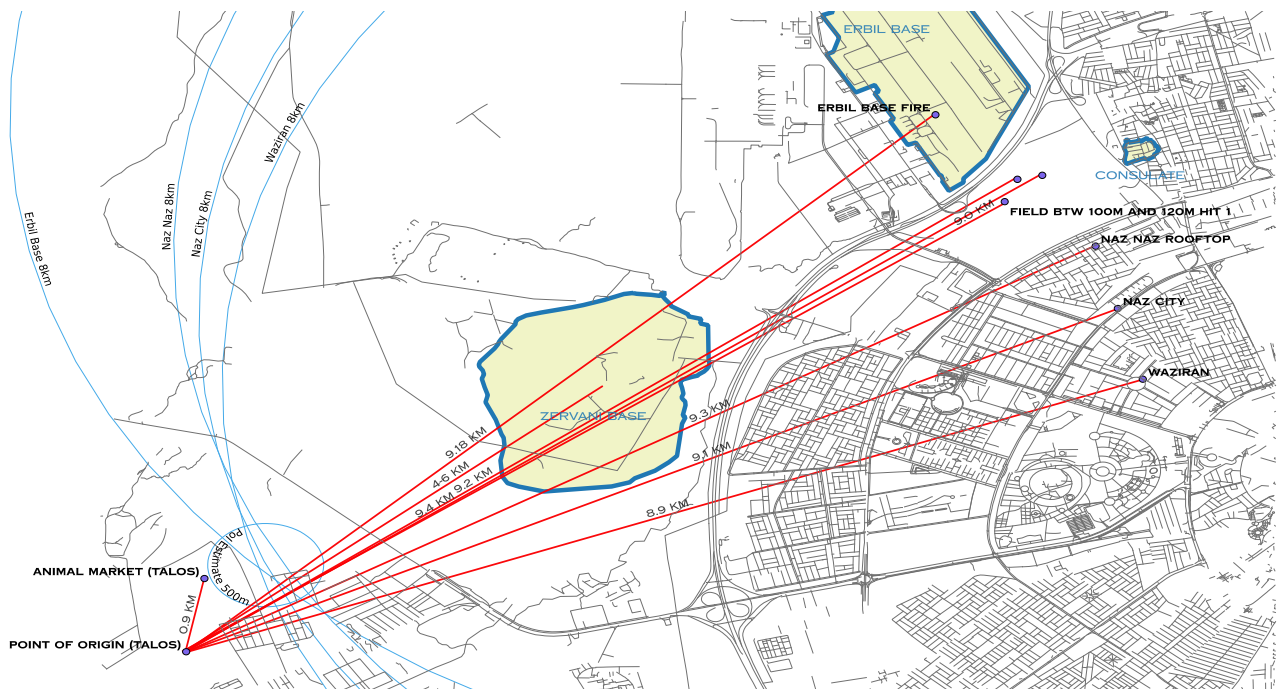 ERBIL BASE
Waziran 8km
ERBIL BASE FIRE
CONSULATE
Naz Naz 8km
Naz City 8km
Erbil Base 8km
9.0 KM
FIELD BTW 100M AND 120M HIT 1
NAZ NAZ ROOFTOP
NAZ CITY
WAZIRAN
ZERVANI BASE
9.3 KM
9.18 KM
9.1 KM
4-6 KM
9.2 KM
9.4 KM
8.9 KM
PoI Estimate 500m
ANIMAL MARKET (TALOS)
0.9 KM
POINT OF ORIGIN (TALOS)